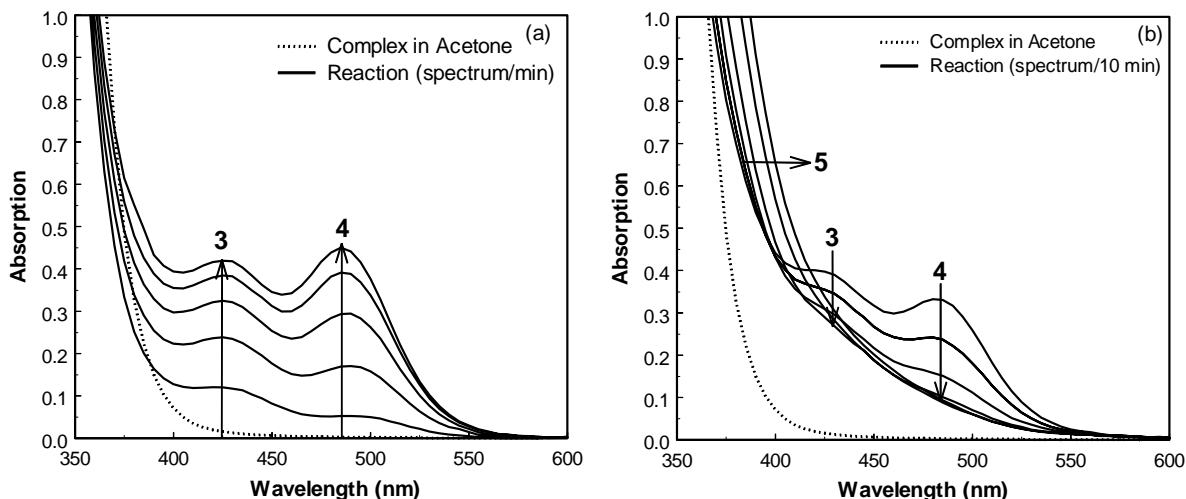 (a)
Complex in Acetone
Reaction (spectrum/min)
3
4
1.0
0.9
0.8
0.7
0.6
0.5
0.4
0.3
0.2
0.1
0.0
Absorption
350 400 450 500 550 600
Wavelength (nm)
(b)
Complex in Acetone
Reaction (spectrum/10 min)
5
3
4
1.0
0.9
0.8
0.7
0.6
0.5
0.4
0.3
0.2
0.1
0.0
Absorption
350 400 450 500 550 600
Wavelength (nm)